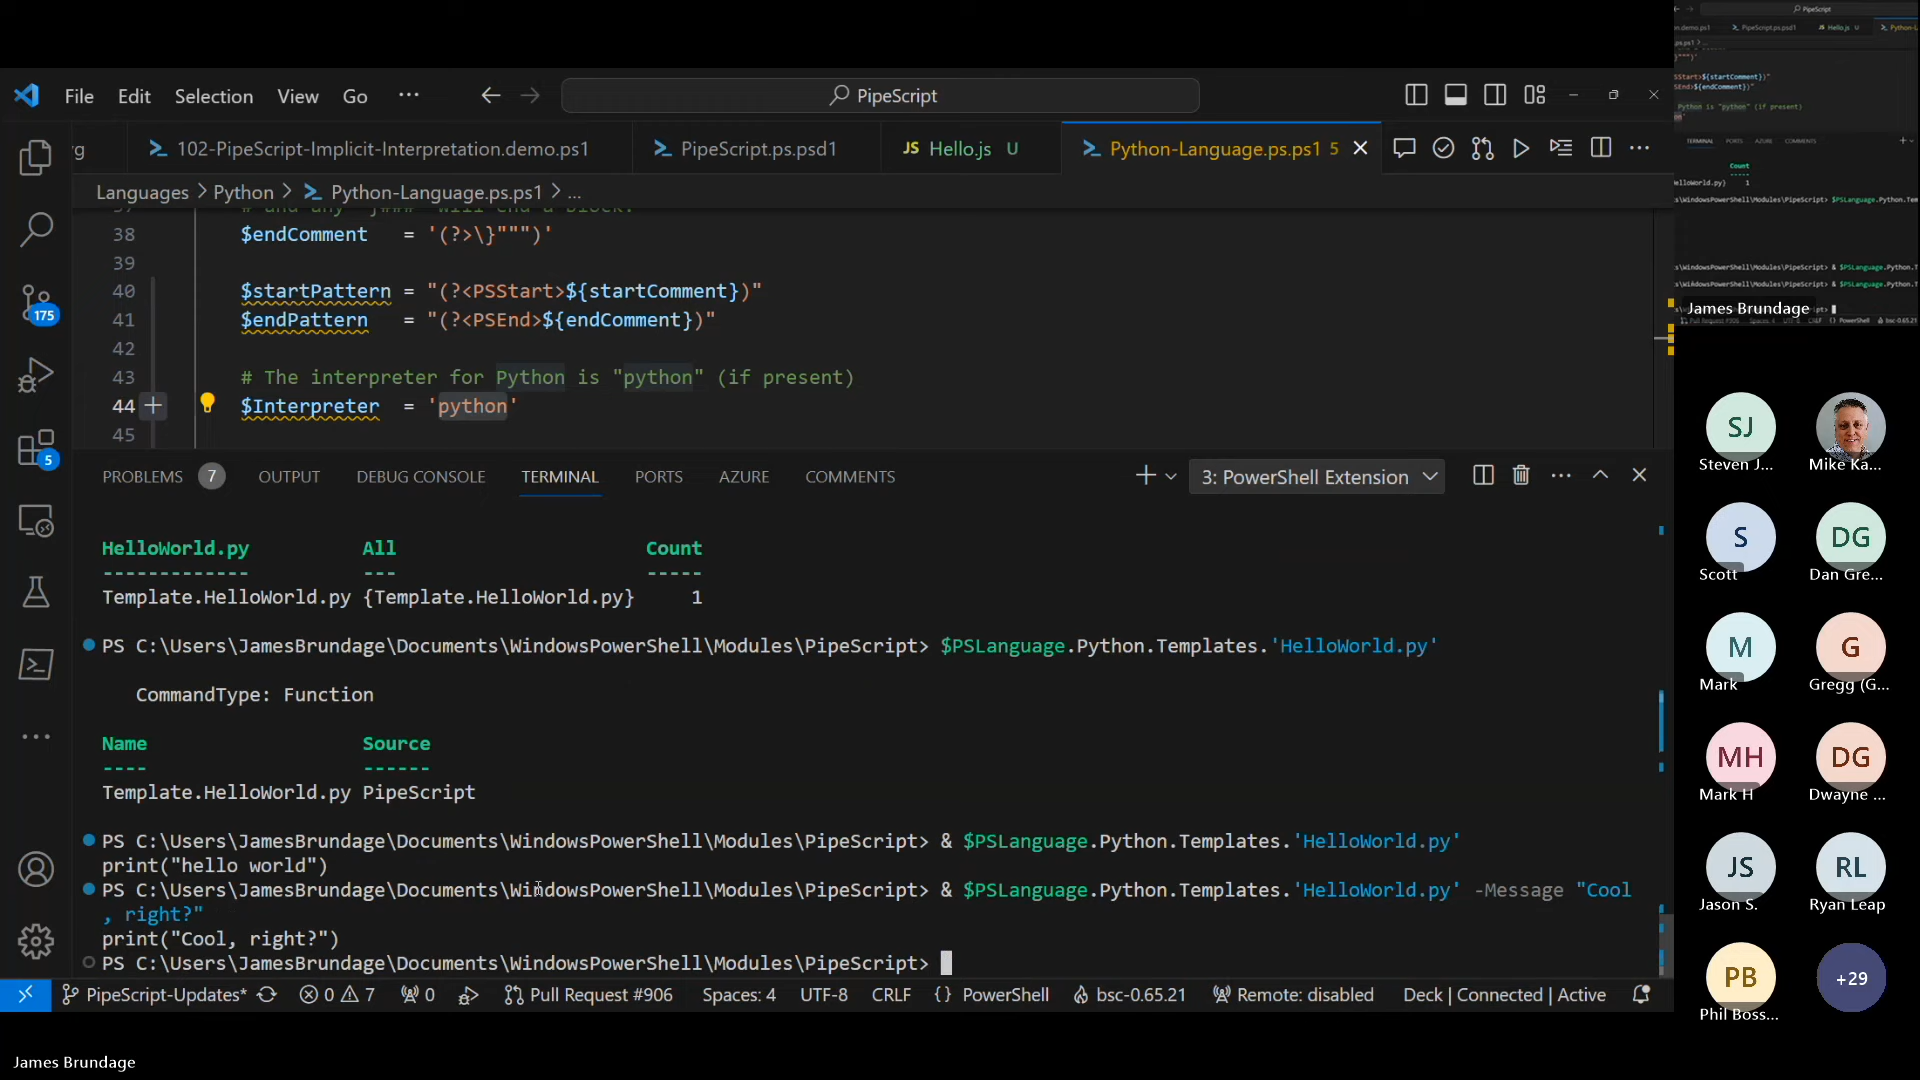 File Edit Selection View Go ··· PipeScript
102-PipeScript-Implicit-Interpretation.demo.ps1 PipeScript.ps.psd1 JS Hello.js U Python-Language.ps.ps1 5
Languages > Python > Python-Language.ps.ps1 > ...
38 $endComment = '(?>\}""")'
39
40 $startPattern = "(?<PSStart>${startComment})"
41 $endPattern = "(?<PSEnd>${endComment})"
42
43 # The interpreter for Python is "python" (if present)
44 $Interpreter = 'python'
45
PROBLEMS 7 OUTPUT DEBUG CONSOLE TERMINAL PORTS AZURE COMMENTS 3: PowerShell Extension
HelloWorld.py All Count
------------- --- -----
Template.HelloWorld.py {Template.HelloWorld.py} 1
PS C:\Users\JamesBrundage\Documents\WindowsPowerShell\Modules\PipeScript> $PSLanguage.Python.Templates.'HelloWorld.py'
CommandType: Function
Name Source
---- ------
Template.HelloWorld.py PipeScript
PS C:\Users\JamesBrundage\Documents\WindowsPowerShell\Modules\PipeScript> & $PSLanguage.Python.Templates.'HelloWorld.py'
print("hello world")
PS C:\Users\JamesBrundage\Documents\WindowsPowerShell\Modules\PipeScript> & $PSLanguage.Python.Templates.'HelloWorld.py' -Message "Cool
, right?"
print("Cool, right?")
PS C:\Users\JamesBrundage\Documents\WindowsPowerShell\Modules\PipeScript>
PipeScript-Updates* 0 7 0 Pull Request #906 Spaces: 4 UTF-8 CRLF {} PowerShell bsc-0.65.21 Remote: disabled Deck | Connected | Active
175
5
James Brundage
SJ
Steven J... Mike Ka...
S DG
Scott Dan Gre...
M G
Mark Gregg (G...
MH DG
Mark H Dwayne ...
JS RL
Jason S. Ryan Leap
PB +29
Phil Boss...
James Brundage